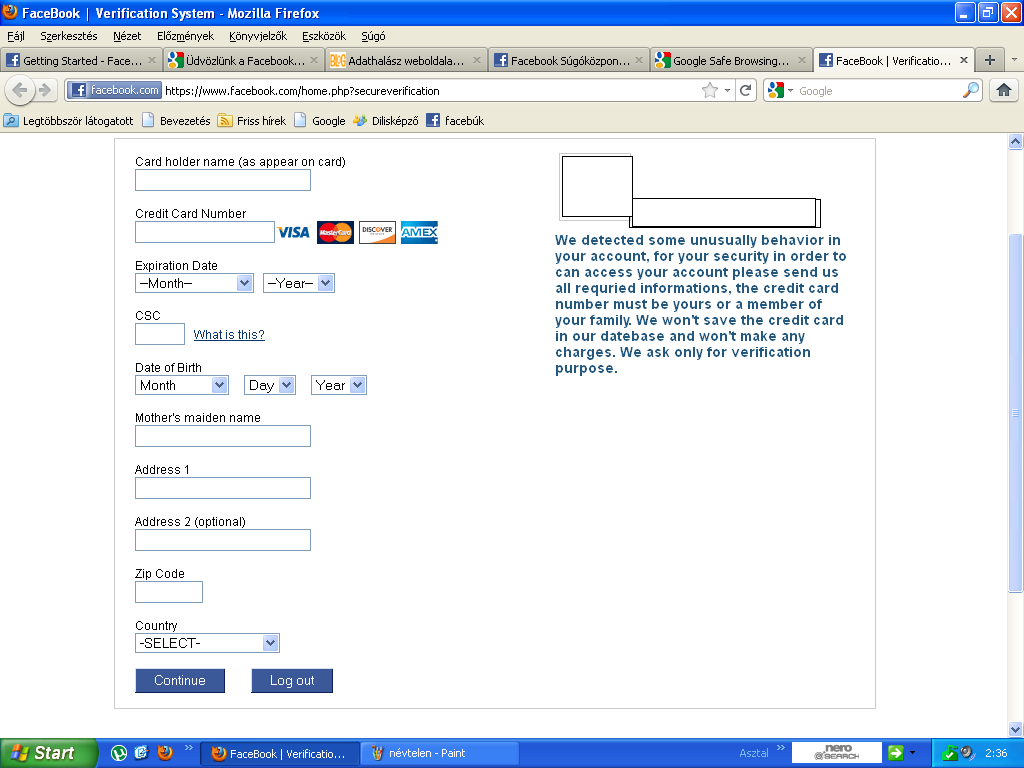 FaceBook | Verification System - Mozilla Firefox
Fájl Szerkesztés Nézet Előzmények Könyvjelzők Eszközök Súgó
Getting Started - Face... Üdvözlünk a Facebook... BLOG Adathalász weboldala... Facebook Súgóközpon... Google Safe Browsing... FaceBook | Verificatio...
facebook.com https://www.facebook.com/home.php?secureverification Google
Legtöbbször látogatott Bevezetés Friss hírek Google Dilisképző facebúk
Card holder name (as appear on card)
Credit Card Number
VISA MasterCard DISCOVER AMEX
Expiration Date
--Month-- --Year--
CSC
What is this?
Date of Birth
Month Day Year
Mother's maiden name
Address 1
Address 2 (optional)
Zip Code
Country
-SELECT-
Continue Log out
We detected some unusually behavior in
your account, for your security in order to
can access your account please send us
all requried informations, the credit card
number must be yours or a member of
your family. We won't save the credit card
in our datebase and won't make any
charges. We ask only for verification
purpose.
Start FaceBook | Verificatio... névtelen - Paint Asztal nero SEARCH 2:36